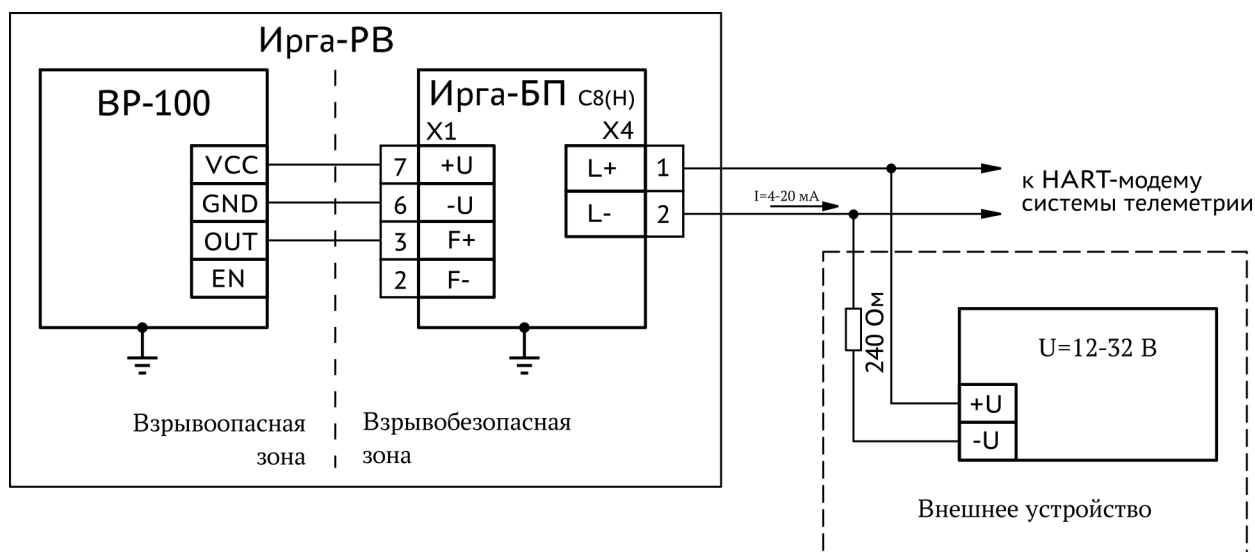 Ирга-РВ
ВР-100
VCC
GND
OUT
EN
Ирга-БП С8(Н)
X1
X4
7 +U
6 -U
3 F+
2 F-
L+ 1
L- 2
I=4-20 мА
к HART-модему
системы телеметрии
240 Ом
U=12-32 В
+U
-U
Взрывоопасная
зона
Взрывобезопасная
зона
Внешнее устройство